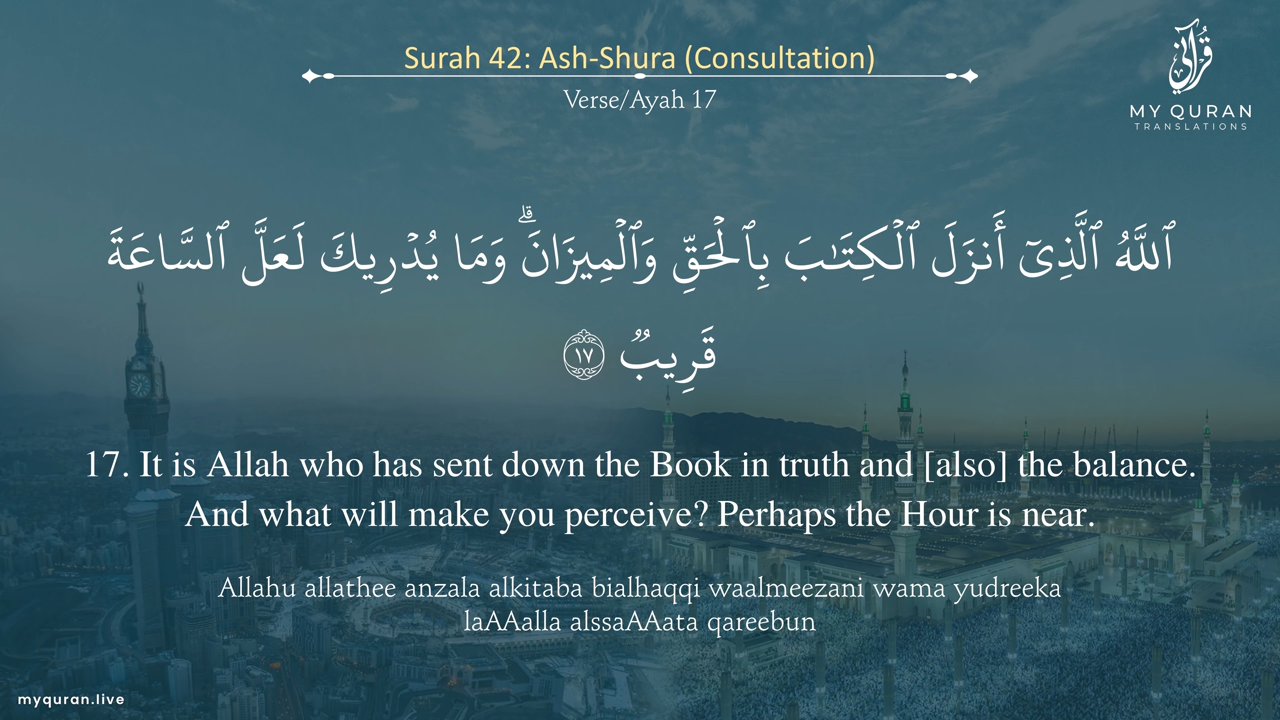 Surah 42: Ash-Shura (Consultation)
Verse/Ayah 17
قرآني
MY QURAN
TRANSLATIONS
ٱللَّهُ ٱلَّذِىٓ أَنزَلَ ٱلْكِتَـٰبَ بِٱلْحَقِّ وَٱلْمِيزَانَ ۗ وَمَا يُدْرِيكَ لَعَلَّ ٱلسَّاعَةَ
قَرِيبٌ ١٧
17. It is Allah who has sent down the Book in truth and [also] the balance.
And what will make you perceive? Perhaps the Hour is near.
Allahu allathee anzala alkitaba bialhaqqi waalmeezani wama yudreeka
laAAalla alssaAAata qareebun
myquran.live